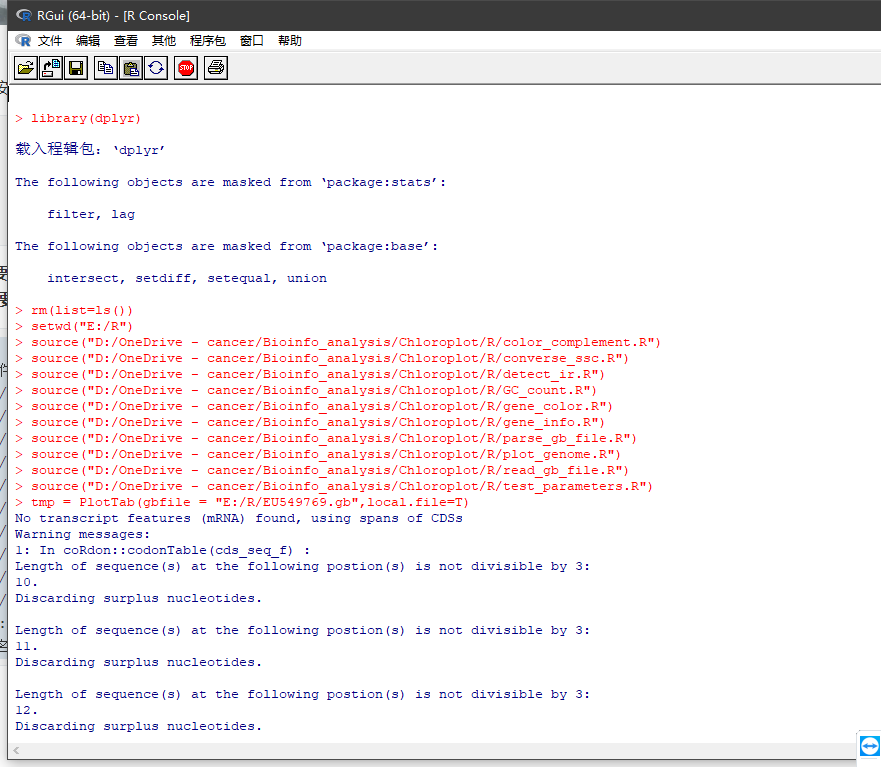 RGui (64-bit) - [R Console]
文件 编辑 查看 其他 程序包 窗口 帮助
STOP
> library(dplyr)
载入程辑包：‘dplyr’
The following objects are masked from ‘package:stats’:
filter, lag
The following objects are masked from ‘package:base’:
intersect, setdiff, setequal, union
> rm(list=ls())
> setwd("E:/R")
> source("D:/OneDrive - cancer/Bioinfo_analysis/Chloroplot/R/color_complement.R")
> source("D:/OneDrive - cancer/Bioinfo_analysis/Chloroplot/R/converse_ssc.R")
> source("D:/OneDrive - cancer/Bioinfo_analysis/Chloroplot/R/detect_ir.R")
> source("D:/OneDrive - cancer/Bioinfo_analysis/Chloroplot/R/GC_count.R")
> source("D:/OneDrive - cancer/Bioinfo_analysis/Chloroplot/R/gene_color.R")
> source("D:/OneDrive - cancer/Bioinfo_analysis/Chloroplot/R/gene_info.R")
> source("D:/OneDrive - cancer/Bioinfo_analysis/Chloroplot/R/parse_gb_file.R")
> source("D:/OneDrive - cancer/Bioinfo_analysis/Chloroplot/R/plot_genome.R")
> source("D:/OneDrive - cancer/Bioinfo_analysis/Chloroplot/R/read_gb_file.R")
> source("D:/OneDrive - cancer/Bioinfo_analysis/Chloroplot/R/test_parameters.R")
> tmp = PlotTab(gbfile = "E:/R/EU549769.gb",local.file=T)
No transcript features (mRNA) found, using spans of CDSs
Warning messages:
1: In coRdon::codonTable(cds_seq_f) :
Length of sequence(s) at the following postion(s) is not divisible by 3:
10.
Discarding surplus nucleotides.
Length of sequence(s) at the following postion(s) is not divisible by 3:
11.
Discarding surplus nucleotides.
Length of sequence(s) at the following postion(s) is not divisible by 3:
12.
Discarding surplus nucleotides.